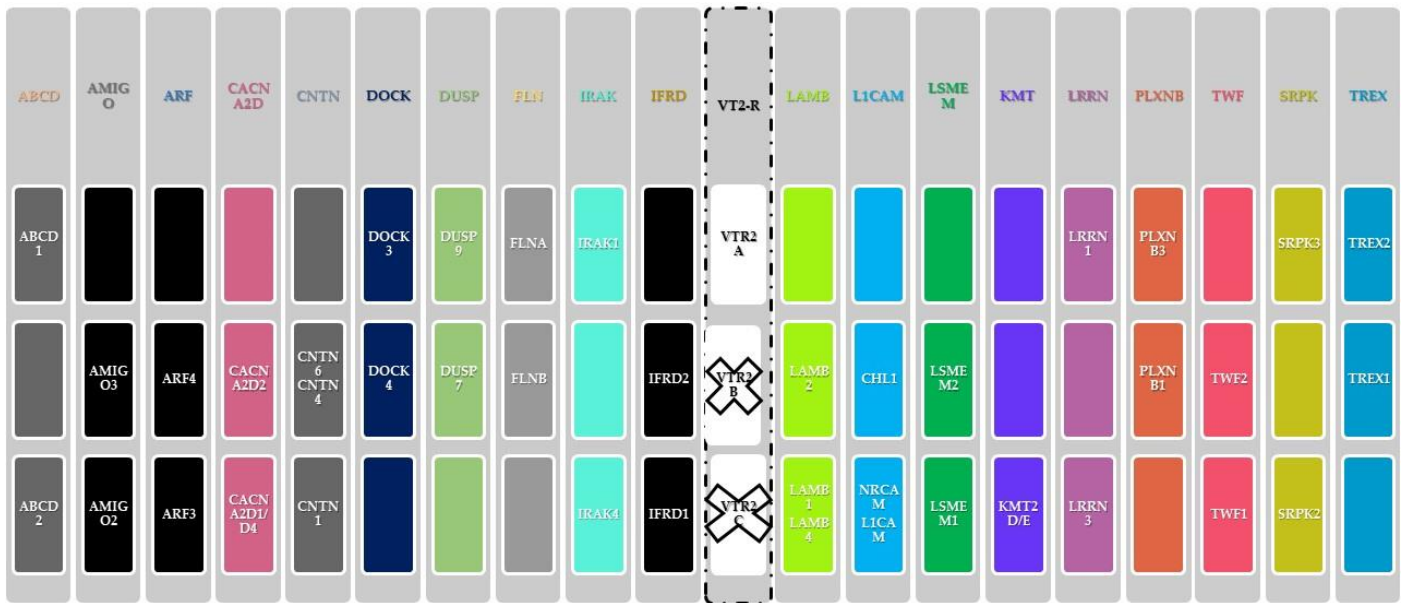 ABCD
AMIG
O
ARF
CACN
A2D
CNTN
DOCK
DUSP
FLN
IRAK
IFRD
VT2-R
LAMB
L1CAM
LSME
M
KMT
LRRN
PLXNB
TWF
SRPK
TREX
ABCD
1
DOCK
3
DUSP
9
FLNA
IRAK1
VTR2
A
LRRN
1
PLXN
B3
SRPK3
TREX2
AMIG
O3
ARF4
CACN
A2D2
CNTN
6
CNTN
4
DOCK
4
DUSP
7
FLNB
IFRD2
VTR2
B
LAMB
2
CHL1
LSME
M2
PLXN
B1
TWF2
TREX1
ABCD
2
AMIG
O2
ARF3
CACN
A2D1/
D4
CNTN
1
IRAK4
IFRD1
VTR2
C
LAMB
1
LAMB
4
NRCA
M
L1CA
M
LSME
M1
KMT2
D/E
LRRN
3
TWF1
SRPK2